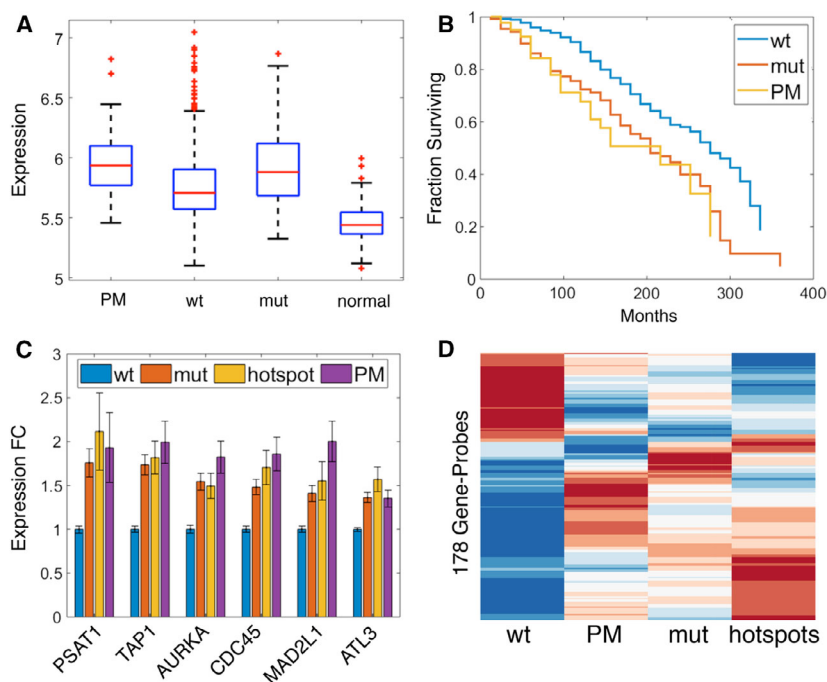 A
Expression
7
6.5
6
5.5
5
PM wt mut normal
B
Fraction Surviving
1
0.8
0.6
0.4
0.2
0
0 100 200 300 400
Months
wt
mut
PM
C
Expression FC
3
2.5
2
1.5
1
0.5
0
wt mut hotspot PM
PSAT1 TAP1 AURKA CDC45 MAD2L1 ATL3
D
178 Gene-Probes
wt PM mut hotspots